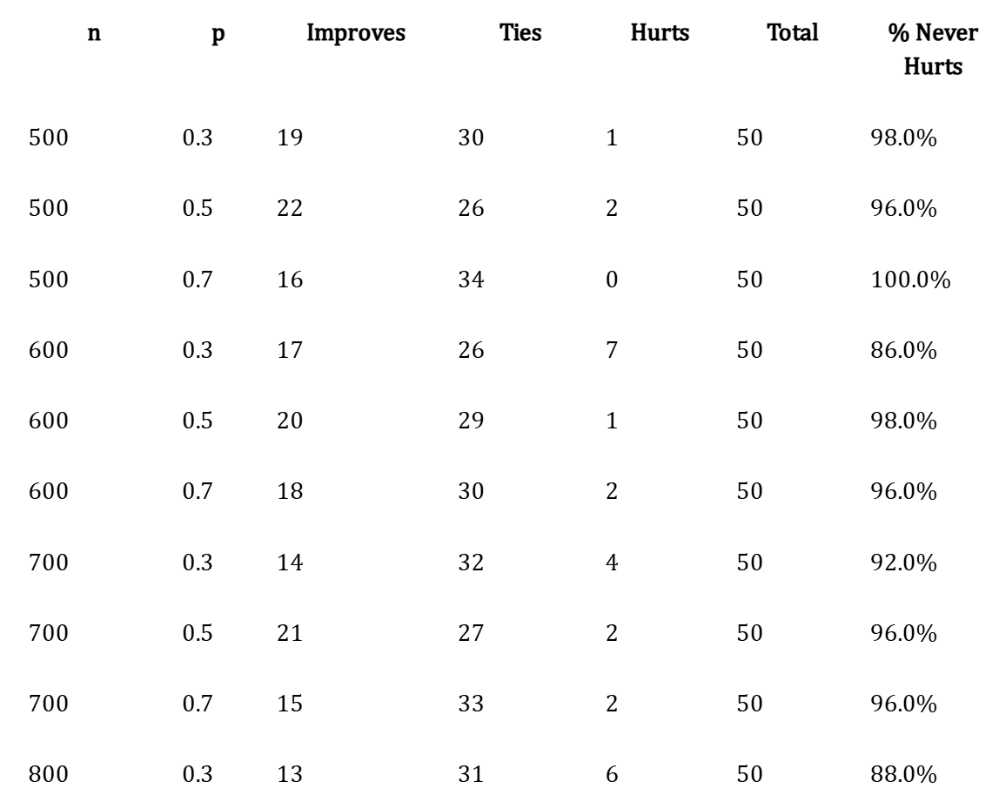 n p Improves Ties Hurts Total % Never
Hurts
500 0.3 19 30 1 50 98.0%
500 0.5 22 26 2 50 96.0%
500 0.7 16 34 0 50 100.0%
600 0.3 17 26 7 50 86.0%
600 0.5 20 29 1 50 98.0%
600 0.7 18 30 2 50 96.0%
700 0.3 14 32 4 50 92.0%
700 0.5 21 27 2 50 96.0%
700 0.7 15 33 2 50 96.0%
800 0.3 13 31 6 50 88.0%